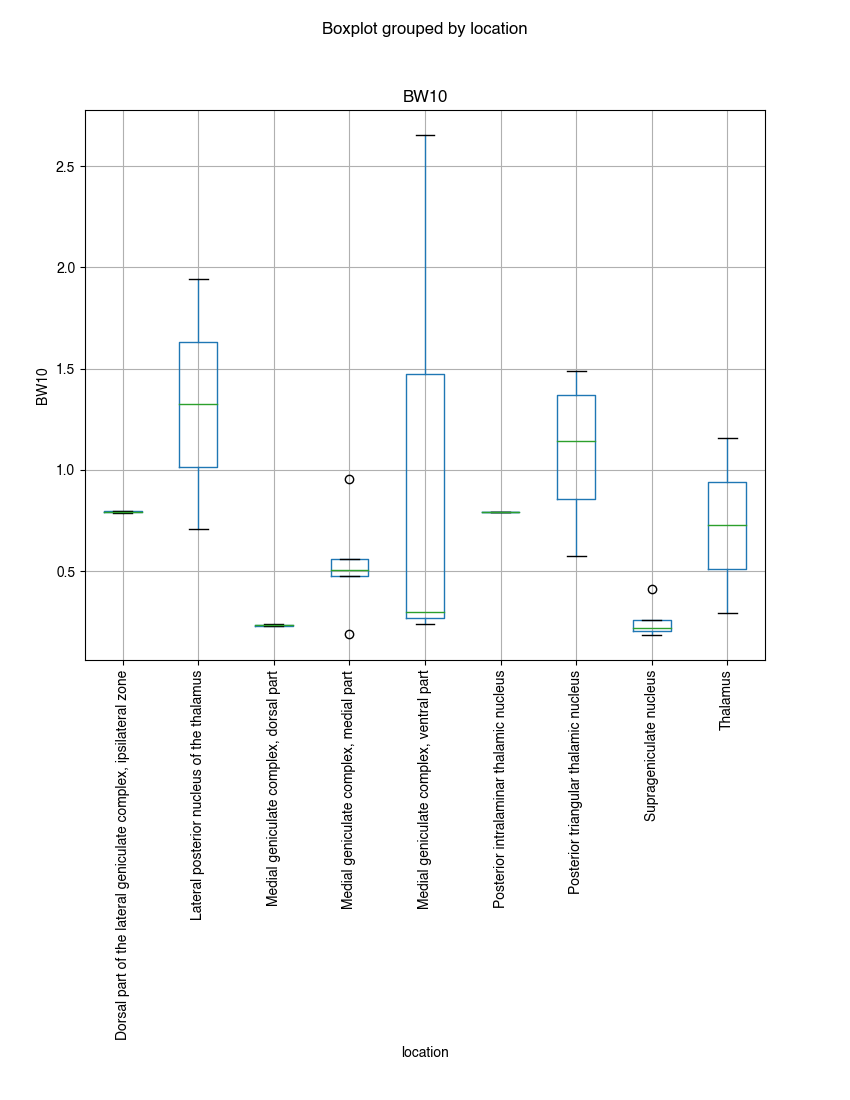 Boxplot grouped by location
BW10
2.5
2.0
1.5
1.0
0.5
BW10
Dorsal part of the lateral geniculate complex, ipsilateral zone
Lateral posterior nucleus of the thalamus
Medial geniculate complex, dorsal part
Medial geniculate complex, medial part
Medial geniculate complex, ventral part
Posterior intralaminar thalamic nucleus
Posterior triangular thalamic nucleus
Suprageniculate nucleus
Thalamus
location